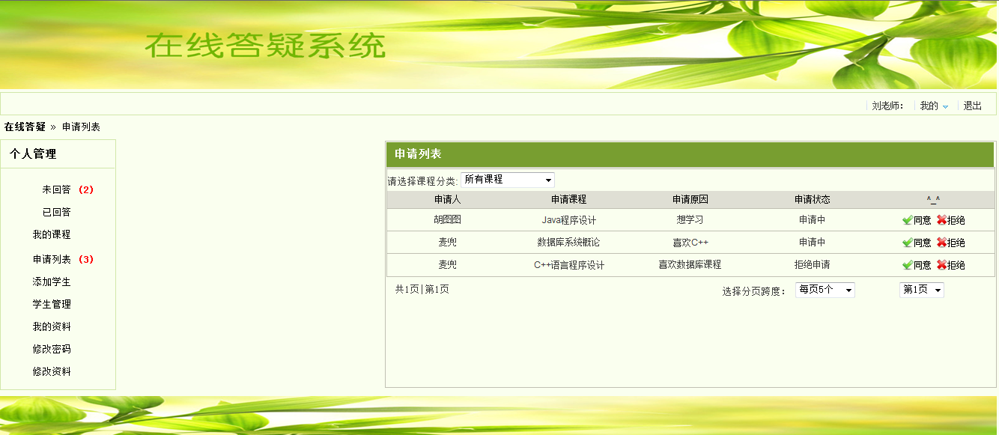 在线答疑系统
刘老师： 我的 退出
在线答疑 » 申请列表
个人管理
未回答 (2)
已回答
我的课程
申请列表 (3)
添加学生
学生管理
我的资料
修改密码
修改资料
申请列表
请选择课程分类: 所有课程
申请人 申请课程 申请原因 申请状态 ^_^
胡图图 Java程序设计 想学习 申请中 同意 拒绝
麦兜 数据库系统概论 喜欢C++ 申请中 同意 拒绝
麦兜 C++语言程序设计 喜欢数据库课程 拒绝申请 同意 拒绝
共1页|第1页 选择分页跨度： 每页5个 第1页